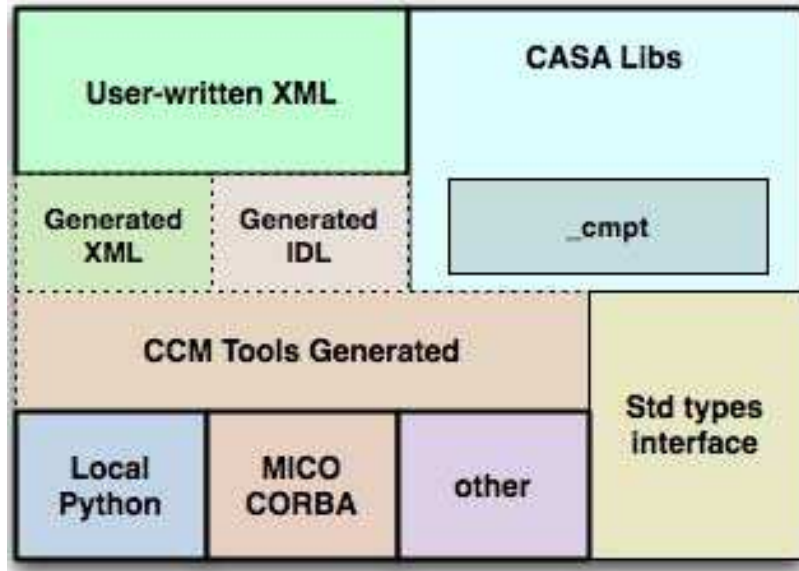 User-written XML
CASA Libs
Generated
XML
Generated
IDL
_cmpt
CCM Tools Generated
Std types
interface
Local
Python
MICO
CORBA
other